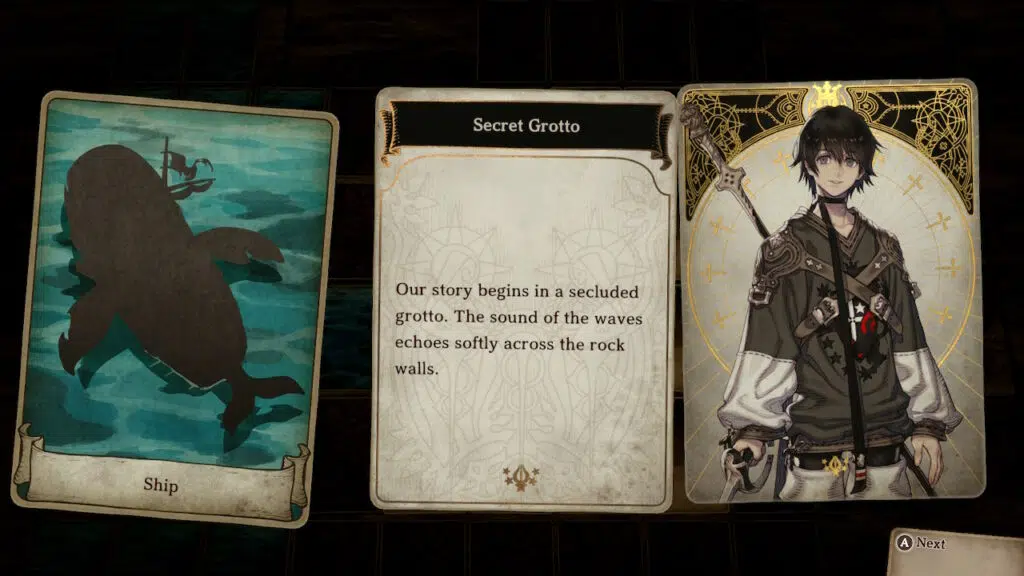 Secret Grotto
Our story begins in a secluded
grotto. The sound of the waves
echoes softly across the rock
walls.
Ship
A Next